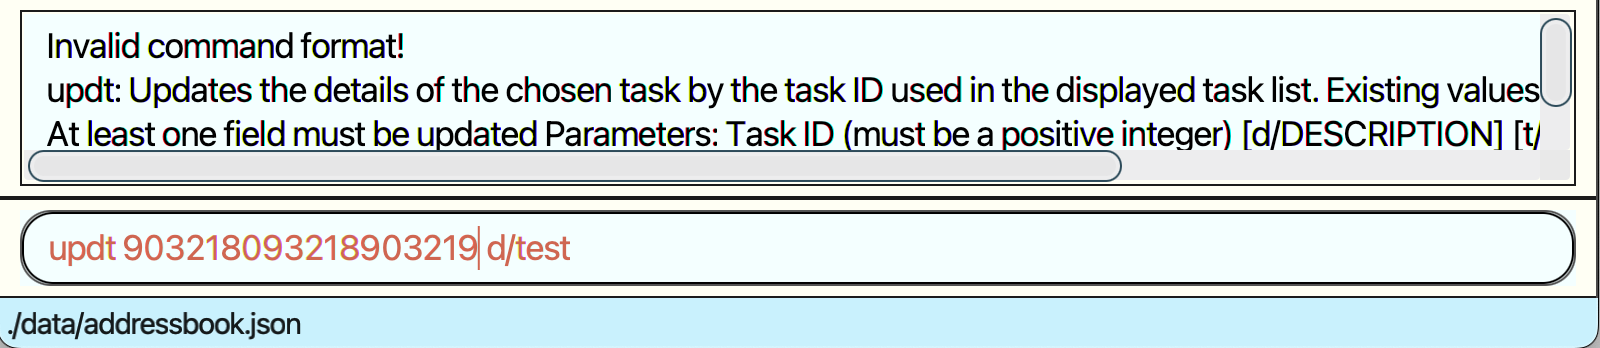 Invalid command format!
updt: Updates the details of the chosen task by the task ID used in the displayed task list. Existing values
At least one field must be updated Parameters: Task ID (must be a positive integer) [d/DESCRIPTION] [t/
updt 903218093218903219 d/test
./data/addressbook.json